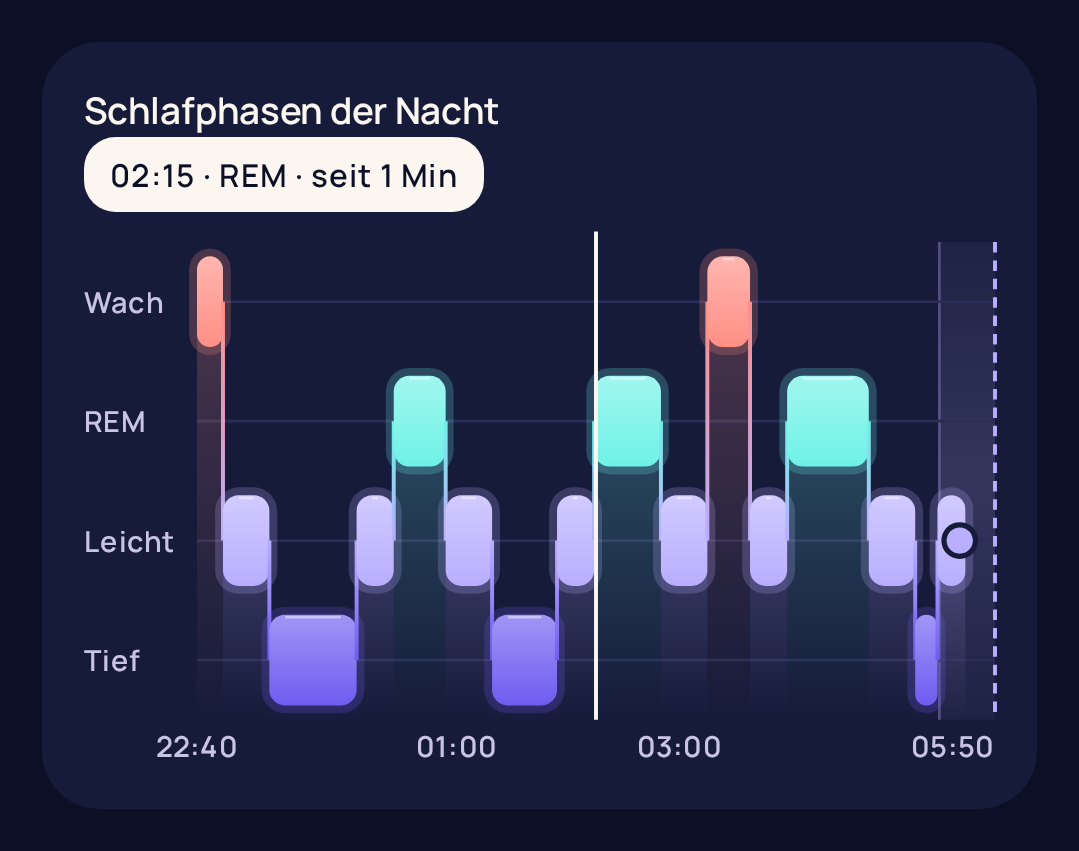 Schlafphasen der Nacht
02:15 · REM · seit 1 Min
Wach
REM
Leicht
Tief
22:40 01:00 03:00 05:50